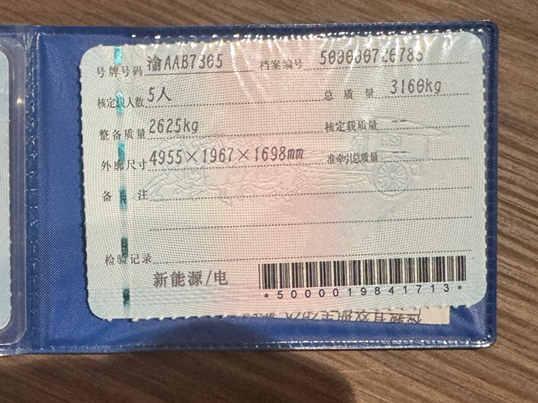 号牌号码 渝AAB7365 档案编号 500000720783
核定载人数 5人 总质量 3160kg
整备质量 2625kg 核定载质量
外廓尺寸 4955×1967×1698mm 准牵引总质量
备注
检验记录
新能源/电
*5000019841713*